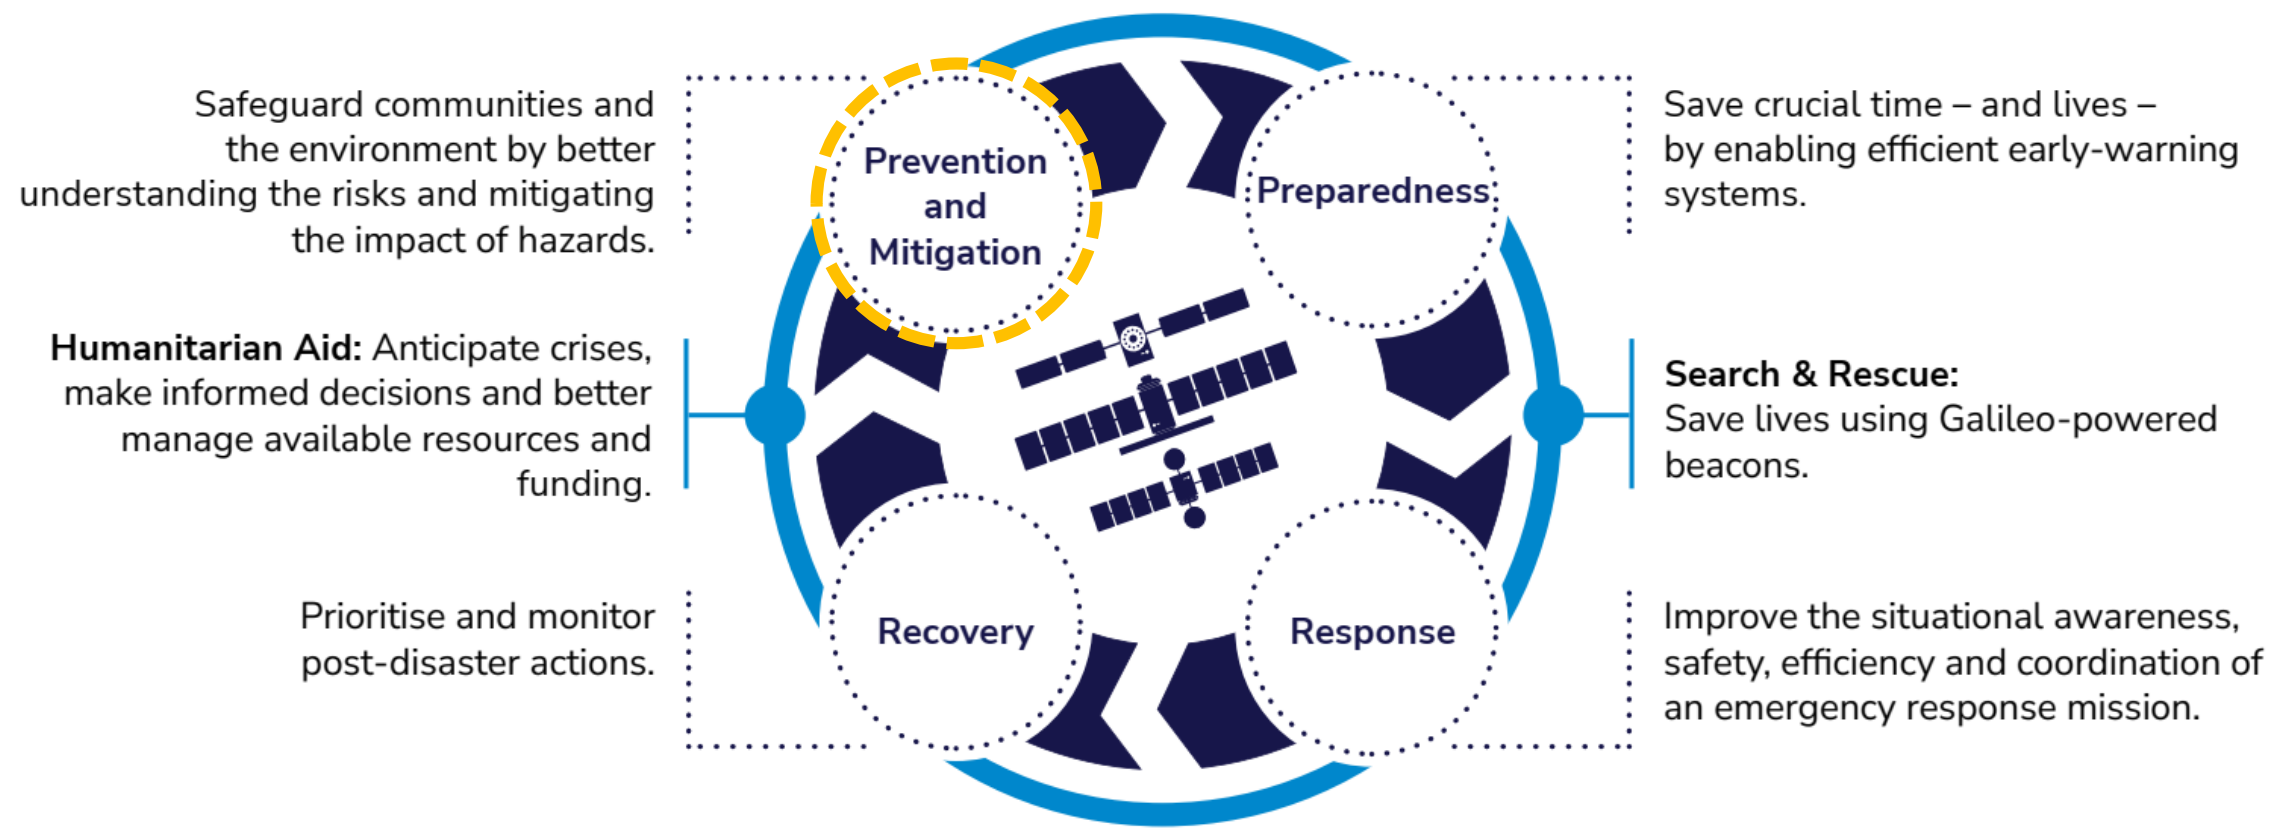 Safeguard communities and
the environment by better
understanding the risks and mitigating
the impact of hazards.
Prevention
and
Mitigation
Preparedness
Save crucial time – and lives –
by enabling efficient early-warning
systems.
Humanitarian Aid: Anticipate crises,
make informed decisions and better
manage available resources and
funding.
Search & Rescue:
Save lives using Galileo-powered
beacons.
Prioritise and monitor
post-disaster actions.
Recovery
Response
Improve the situational awareness,
safety, efficiency and coordination of
an emergency response mission.